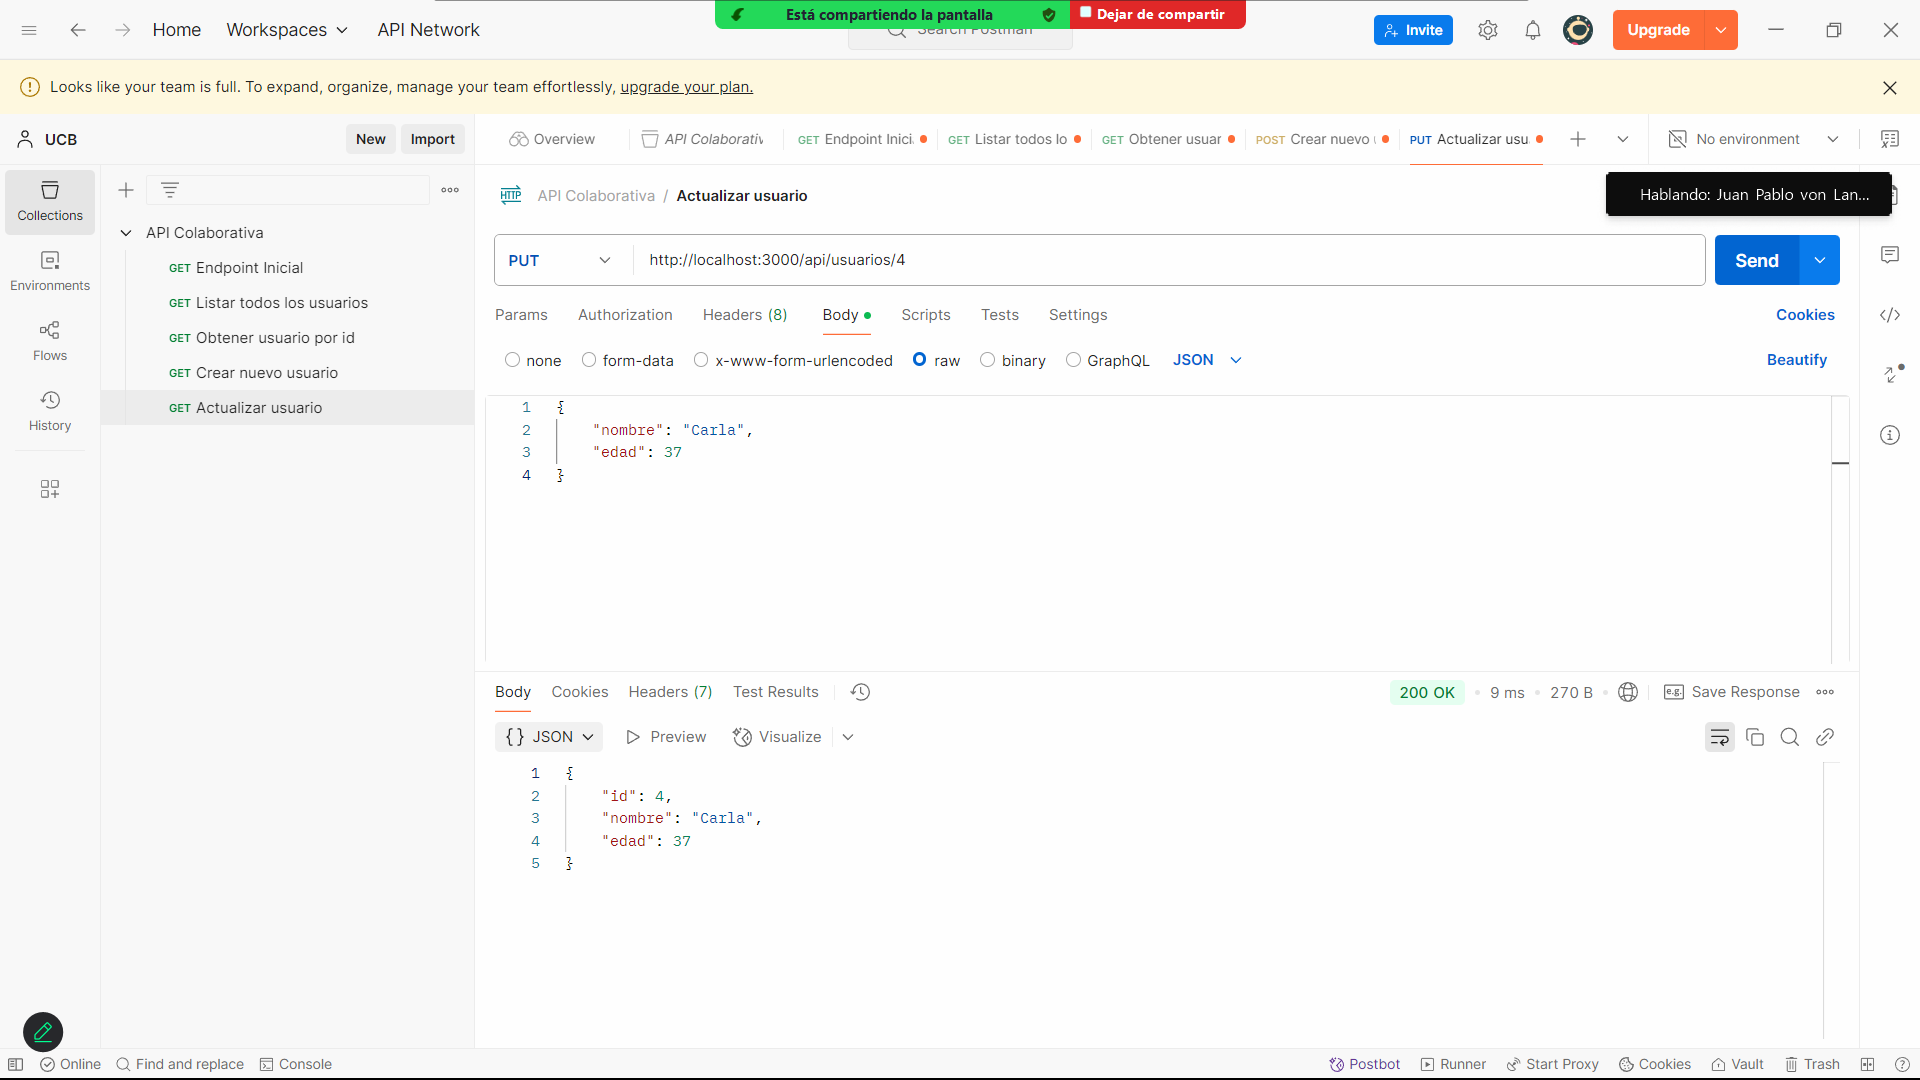 Está compartiendo la pantalla
Dejar de compartir
Home
Workspaces
API Network
Search Postman
Invite
Upgrade
Looks like your team is full. To expand, organize, manage your team effortlessly, upgrade your plan.
UCB
New
Import
Overview
API Colaborativ
GET Endpoint Inici
GET Listar todos lo
GET Obtener usuar
POST Crear nuevo
PUT Actualizar usu
No environment
Collections
Environments
Flows
History
API Colaborativa
GET Endpoint Inicial
GET Listar todos los usuarios
GET Obtener usuario por id
GET Crear nuevo usuario
GET Actualizar usuario
HTTP API Colaborativa / Actualizar usuario
Hablando: Juan Pablo von Lan...
PUT
http://localhost:3000/api/usuarios/4
Send
Params
Authorization
Headers (8)
Body
Scripts
Tests
Settings
Cookies
none
form-data
x-www-form-urlencoded
raw
binary
GraphQL
JSON
Beautify
1 {
2 "nombre": "Carla",
3 "edad": 37
4 }
Body
Cookies
Headers (7)
Test Results
200 OK
9 ms
270 B
e.g. Save Response
{} JSON
Preview
Visualize
1 {
2 "id": 4,
3 "nombre": "Carla",
4 "edad": 37
5 }
Online
Find and replace
Console
Postbot
Runner
Start Proxy
Cookies
Vault
Trash